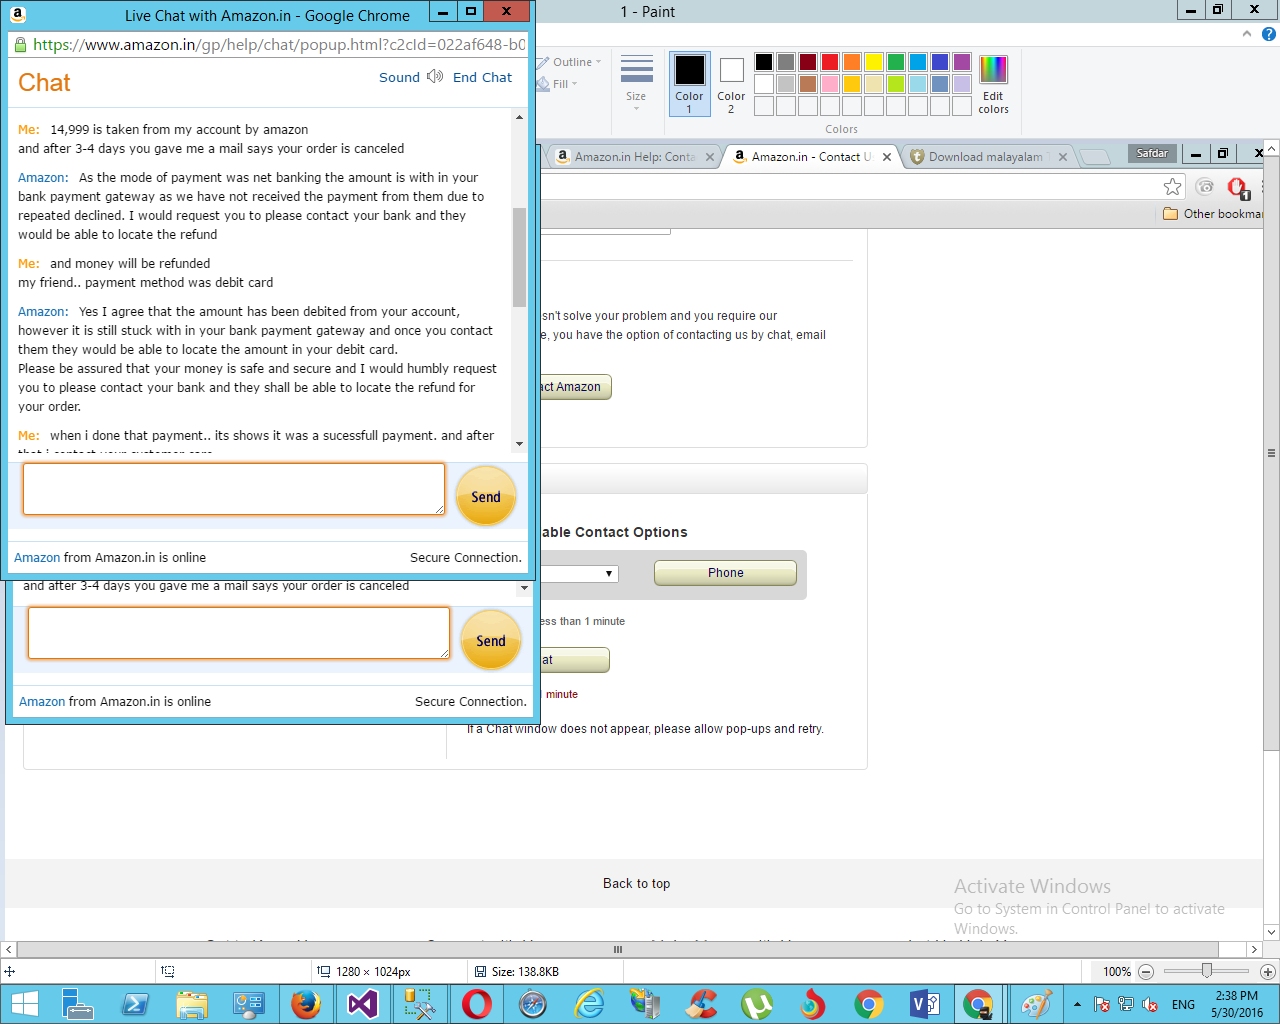 Live Chat with Amazon.in - Google Chrome
1 - Paint
https://www.amazon.in/gp/help/chat/popup.html?c2cId=022af648-b0
Chat
Sound
End Chat
Me: 14,999 is taken from my account by amazon
and after 3-4 days you gave me a mail says your order is canceled
Amazon: As the mode of payment was net banking the amount is with in your
bank payment gateway as we have not received the payment from them due to
repeated declined. I would request you to please contact your bank and they
would be able to locate the refund
Me: and money will be refunded
my friend.. payment method was debit card
Amazon: Yes I agree that the amount has been debited from your account,
however it is still stuck with in your bank payment gateway and once you contact
them they would be able to locate the amount in your debit card.
Please be assured that your money is safe and secure and I would humbly request
you to please contact your bank and they shall be able to locate the refund for
your order.
Me: when i done that payment.. its shows it was a sucessfull payment. and after
that i contact your customer care
Send
Amazon from Amazon.in is online
Secure Connection.
and after 3-4 days you gave me a mail says your order is canceled
Send
Amazon from Amazon.in is online
Secure Connection.
Outline
Fill
Size
Color
1
Color
2
Edit
colors
Colors
Amazon.in Help: Conta
Amazon.in - Contact U
Download malayalam
Safdar
Other bookmar
sn't solve your problem and you require our
e, you have the option of contacting us by chat, email
act Amazon
able Contact Options
Phone
ess than 1 minute
at
1 minute
If a Chat window does not appear, please allow pop-ups and retry.
Back to top
Activate Windows
Go to System in Control Panel to activate
Windows.
1280 × 1024px
Size: 138.8KB
100%
ENG
2:38 PM
5/30/2016